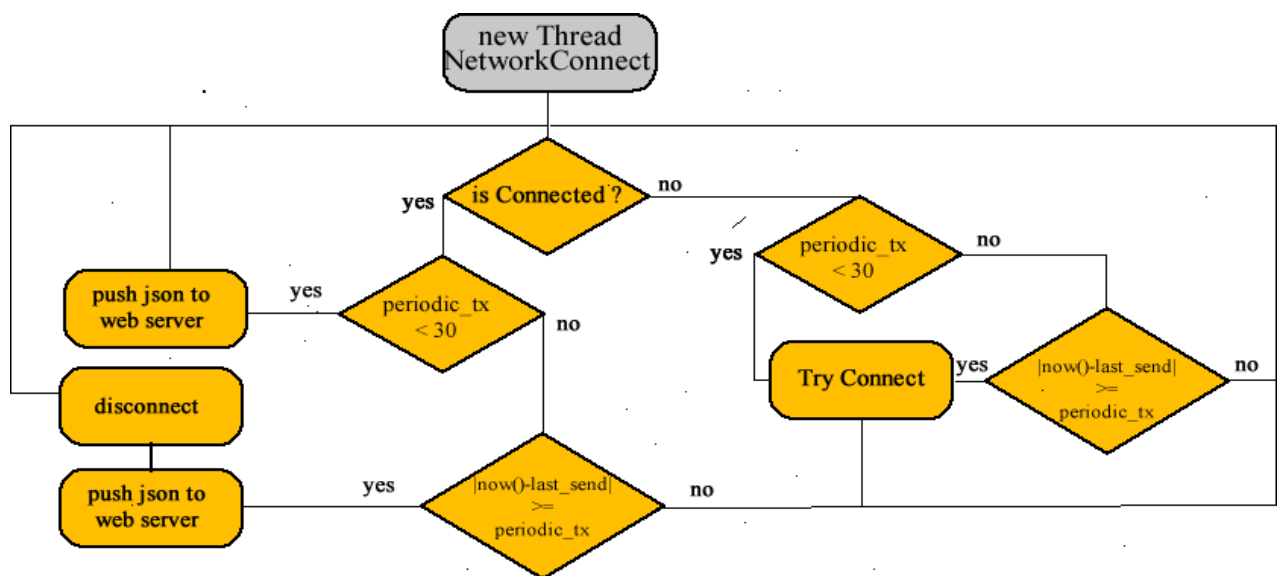 new Thread
NetworkConnect
is Connected ?
yes
no
periodic_tx
< 30
yes
no
push json to
web server
yes
periodic_tx
< 30
no
Try Connect
yes
|now()-last_send|
>=
periodic_tx
no
disconnect
push json to
web server
yes
|now()-last_send|
>=
periodic_tx
no